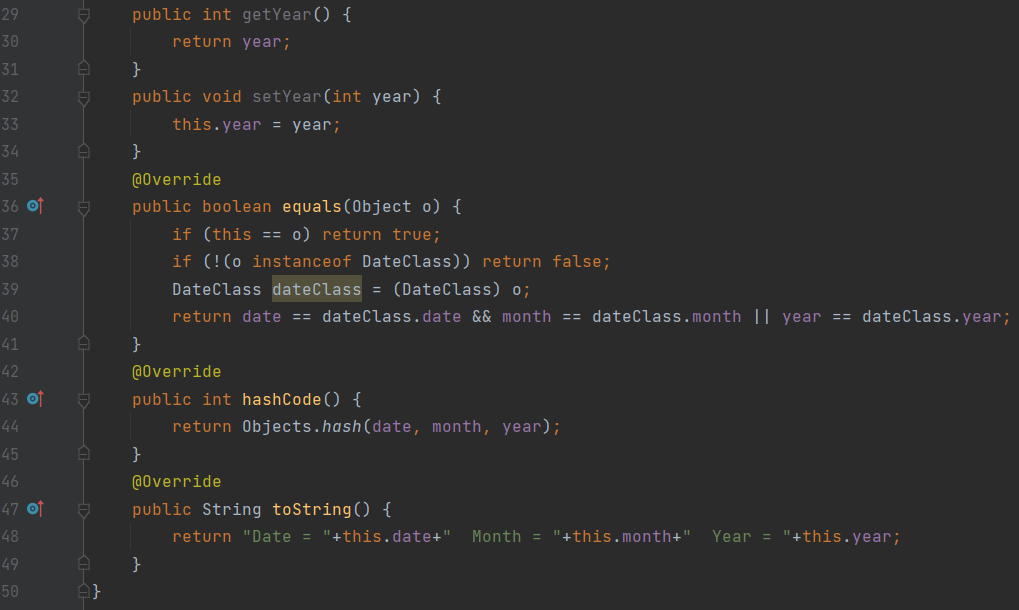 29 public int getYear() {
30 return year;
31 }
32 public void setYear(int year) {
33 this.year = year;
34 }
35 @Override
36 public boolean equals(Object o) {
37 if (this == o) return true;
38 if (!(o instanceof DateClass)) return false;
39 DateClass dateClass = (DateClass) o;
40 return date == dateClass.date && month == dateClass.month || year == dateClass.year;
41 }
42 @Override
43 public int hashCode() {
44 return Objects.hash(date, month, year);
45 }
46 @Override
47 public String toString() {
48 return "Date = "+this.date+"  Month = "+this.month+"  Year = "+this.year;
49 }
50 }